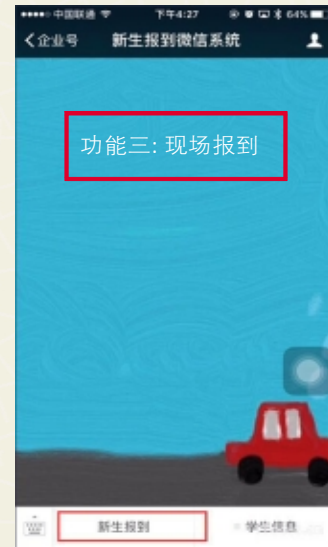 中国联通 下午4:27 64%
企业号 新生报到微信系统
功能三: 现场报到
新生报到 学生信息